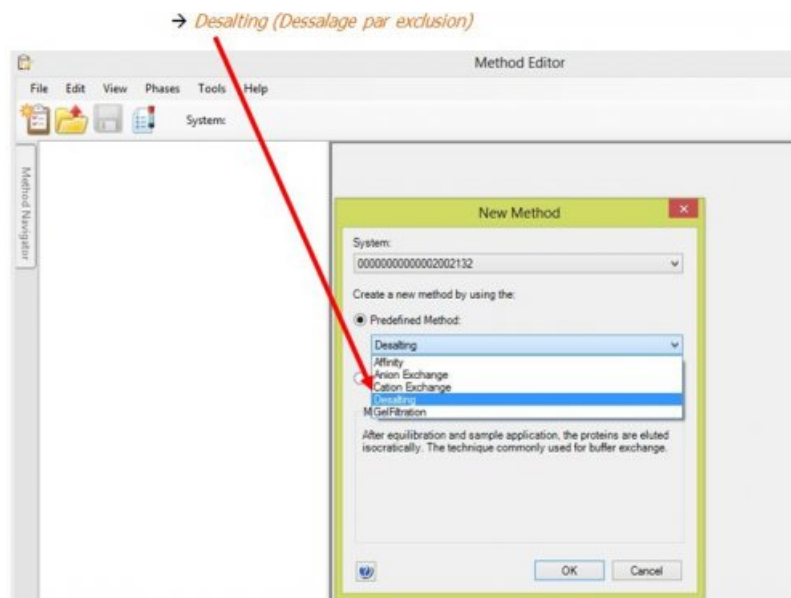 → Desalting (Dessalage par exclusion)
Method Editor
File Edit View Phases Tools Help
System:
Method Navigator
New Method
System:
00000000000002002132
Create a new method by using the:
Predefined Method:
Desalting
Affinity
Anion Exchange
Cation Exchange
Desalting
GelFiltration
After equilibration and sample application, the proteins are eluted
isocratically. The technique commonly used for buffer exchange.
OK Cancel